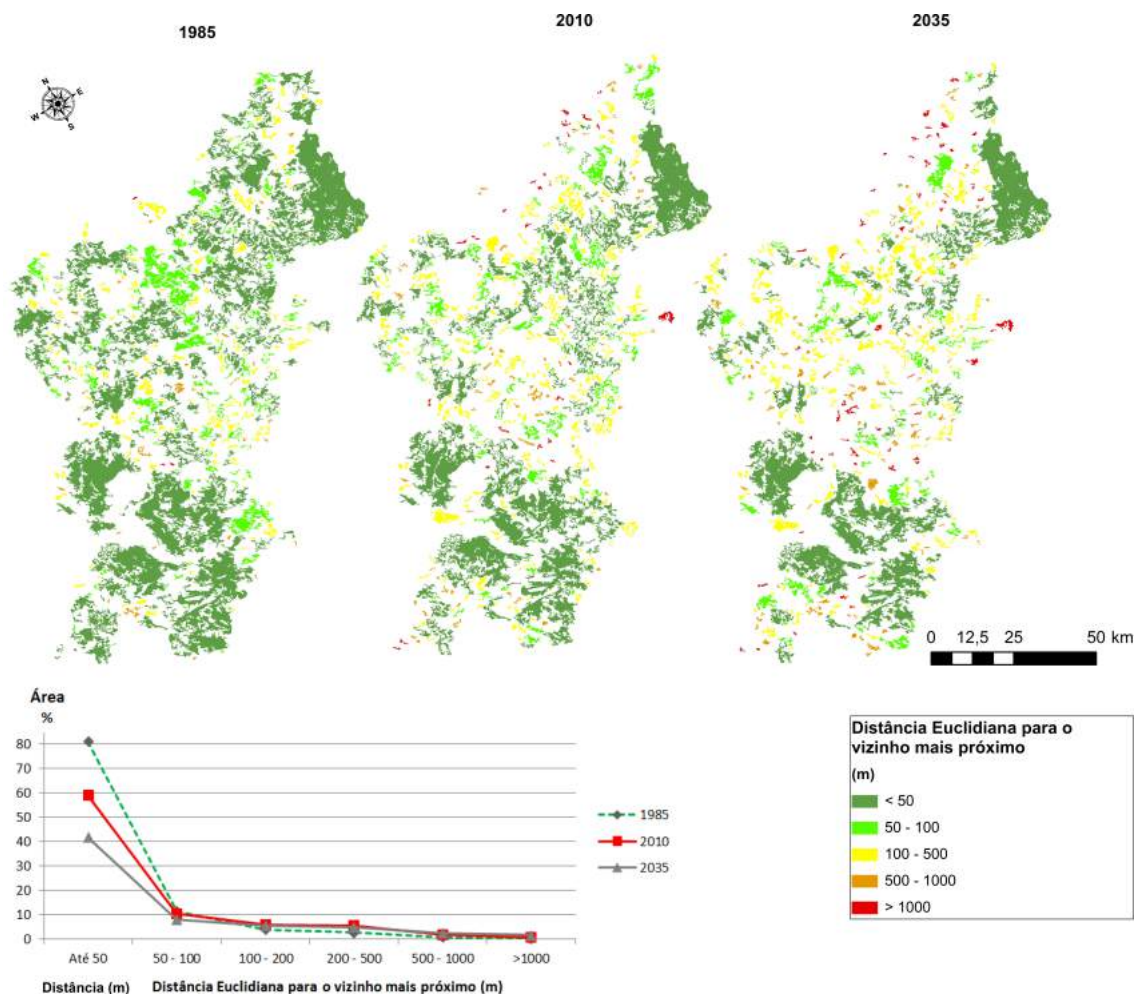 1985
2010
2035
N
E
W
S
0 12,5 25 50 km
Área
%
80
70
60
50
40
30
20
10
0
Até 50
50 - 100
100 - 200
200 - 500
500 - 1000
>1000
Distância (m)
Distância Euclidiana para o vizinho mais próximo (m)
1985
2010
2035
Distância Euclidiana para o
vizinho mais próximo
(m)
< 50
50 - 100
100 - 500
500 - 1000
> 1000